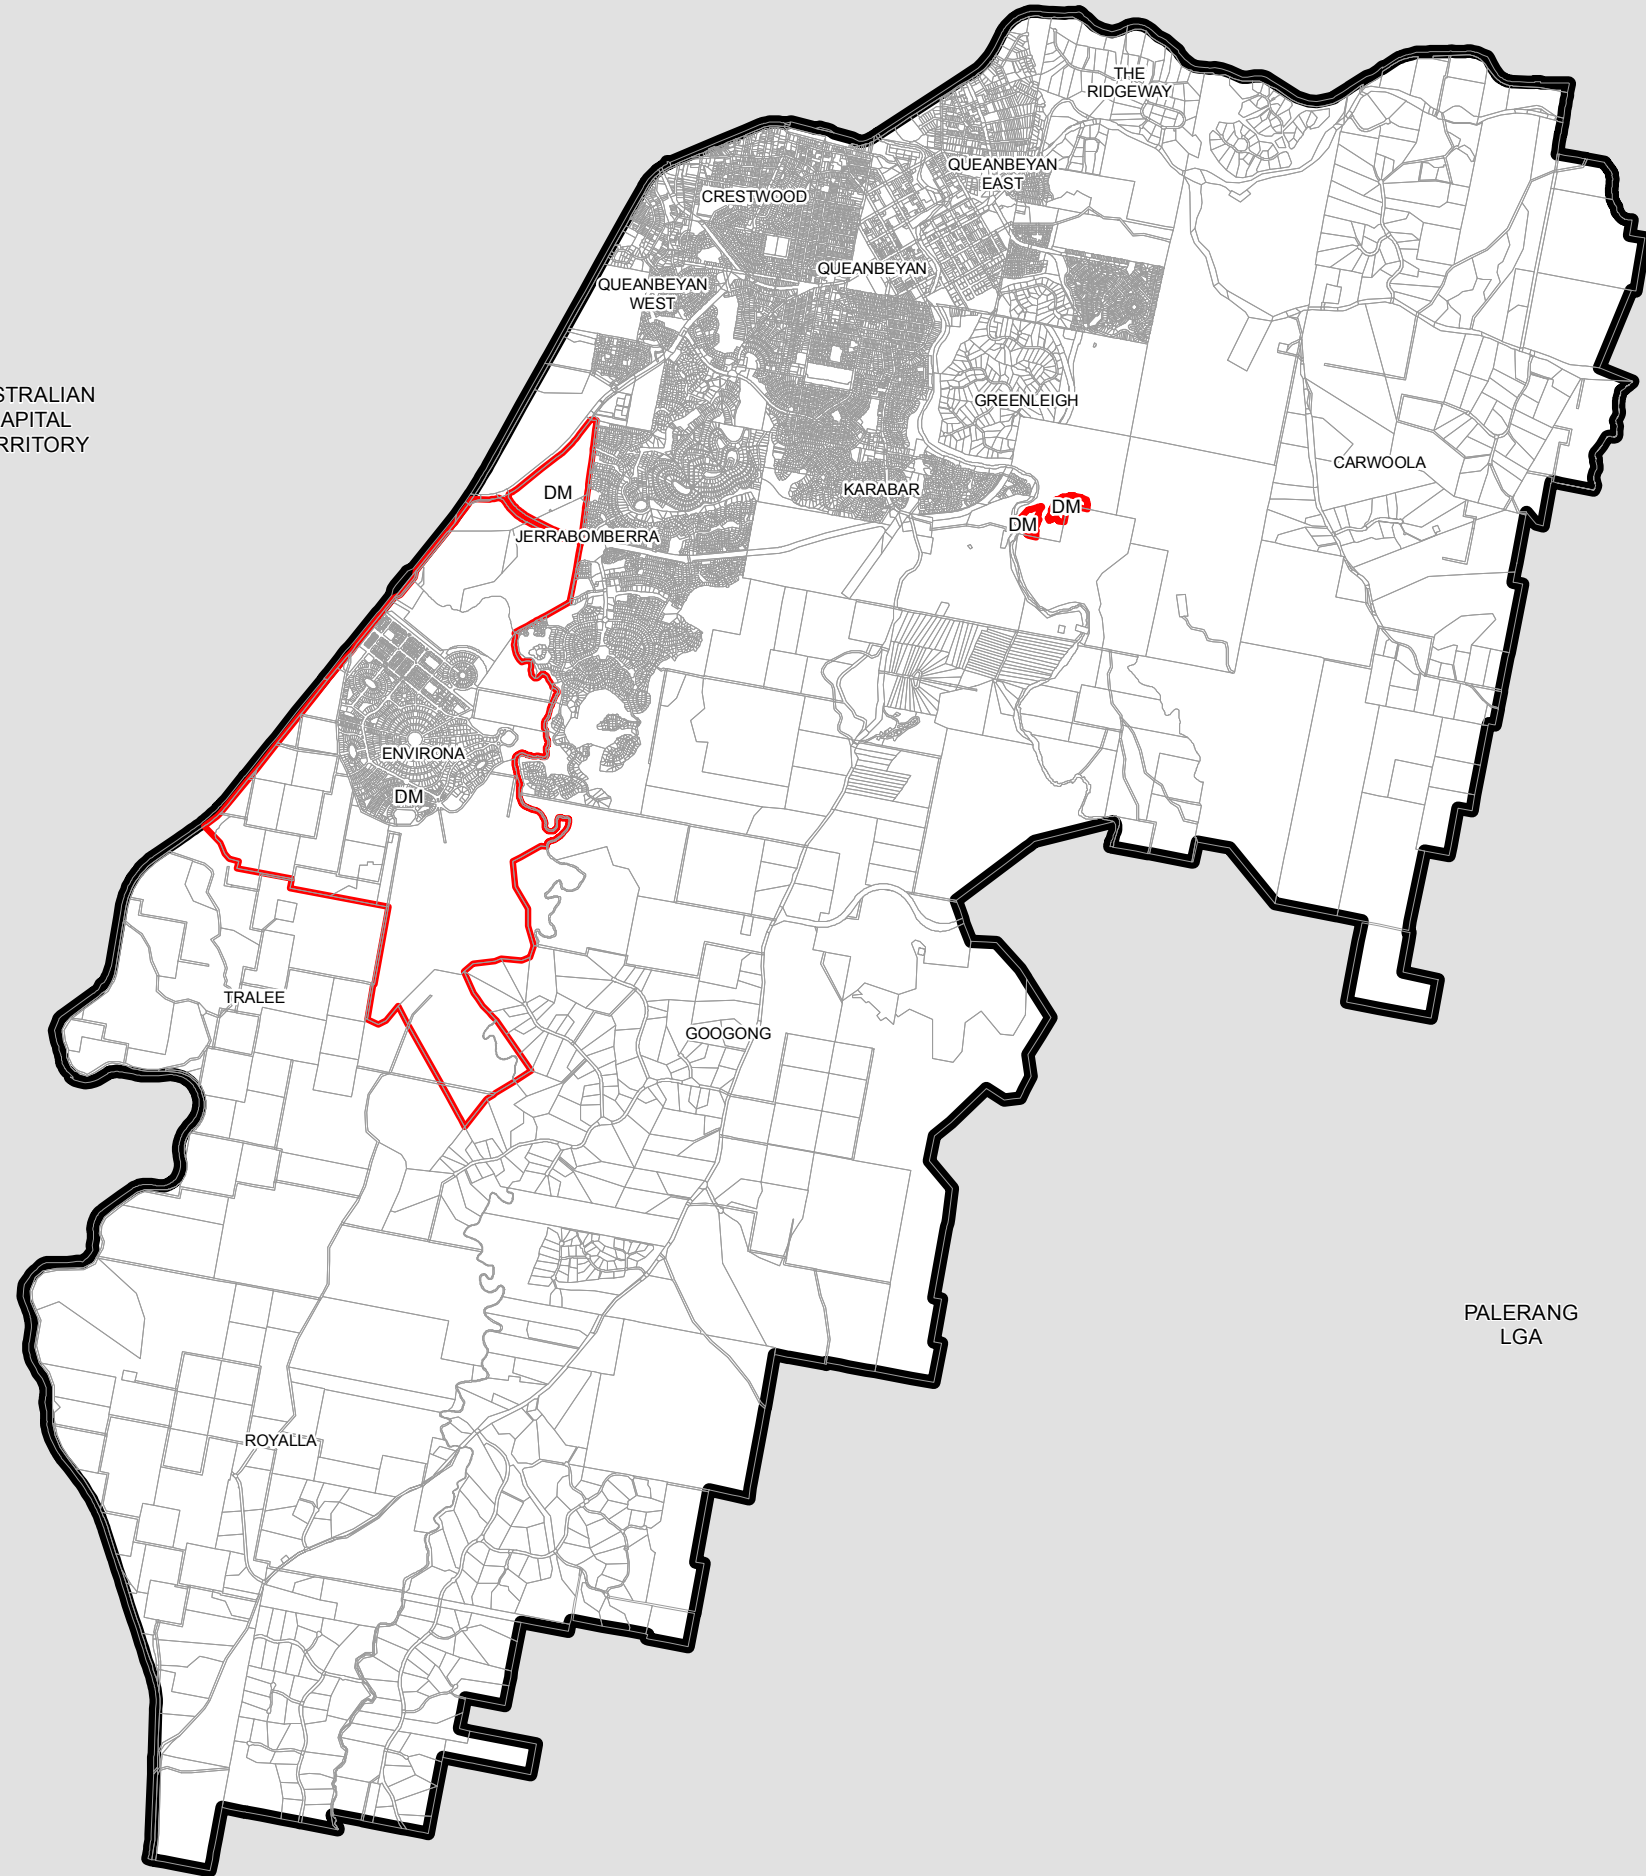 THE
RIDGEWAY
QUEANBEYAN
EAST
CRESTWOOD
QUEANBEYAN
QUEANBEYAN
WEST
STRALIAN
APITAL
RRITORY
GREENLEIGH
CARWOOLA
KARABAR
DM
DM
DM
JERRABOMBERRA
ENVIRONA
DM
TRALEE
GOOGONG
PALERANG
LGA
ROYALLA